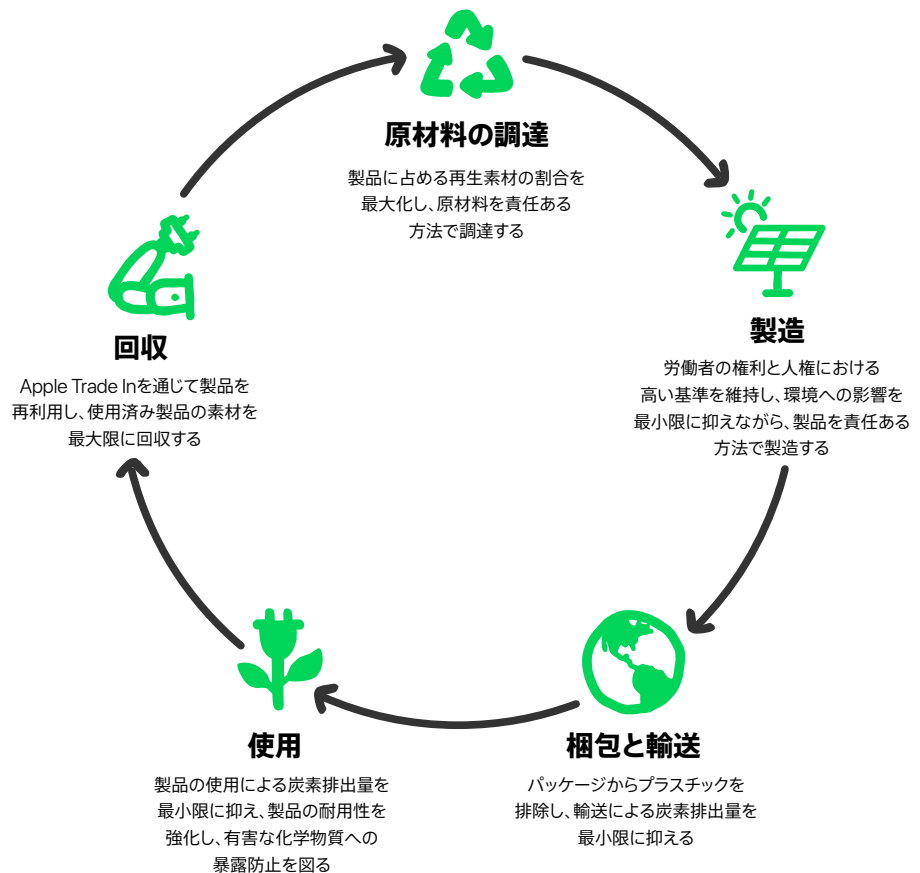 原材料の調達
製品に占める再生素材の割合を
最大化し、原材料を責任ある
方法で調達する
製造
労働者の権利と人権における
高い基準を維持し、環境への影響を
最小限に抑えながら、製品を責任ある
方法で製造する
梱包と輸送
パッケージからプラスチックを
排除し、輸送による炭素排出量を
最小限に抑える
使用
製品の使用による炭素排出量を
最小限に抑え、製品の耐用性を
強化し、有害な化学物質への
暴露防止を図る
回収
Apple Trade Inを通じて製品を
再利用し、使用済み製品の素材を
最大限に回収する